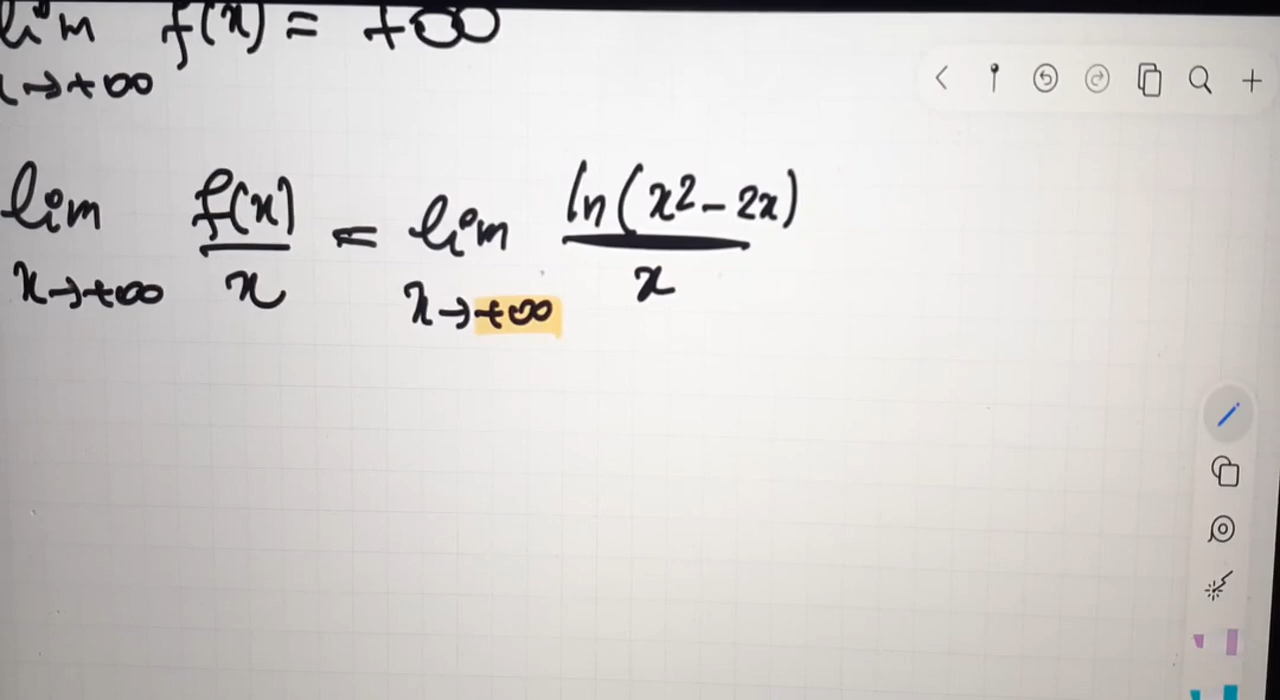 lim f(x) = +∞
x→+∞
lim f(x)/x = lim ln(x2-2x)/x
x→+∞ x→+∞